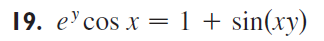 19. e^y cos x = 1 + sin(xy)